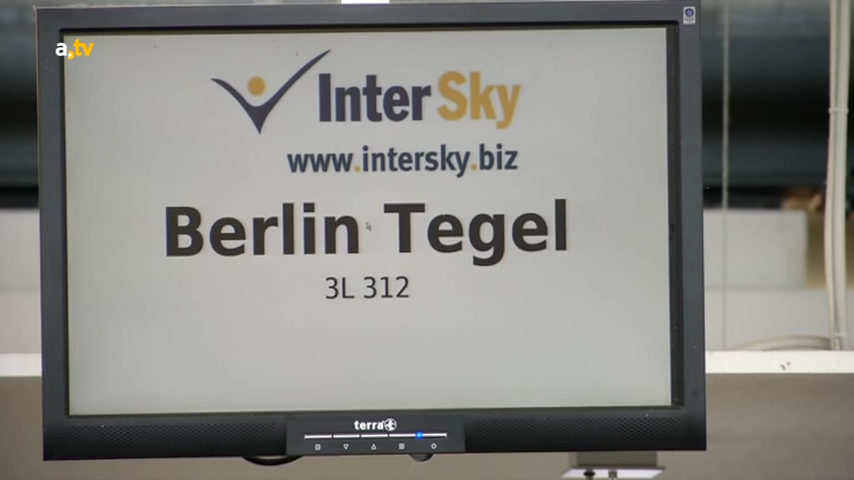 a,tv
InterSky
www.intersky.biz
Berlin Tegel
3L 312
terra